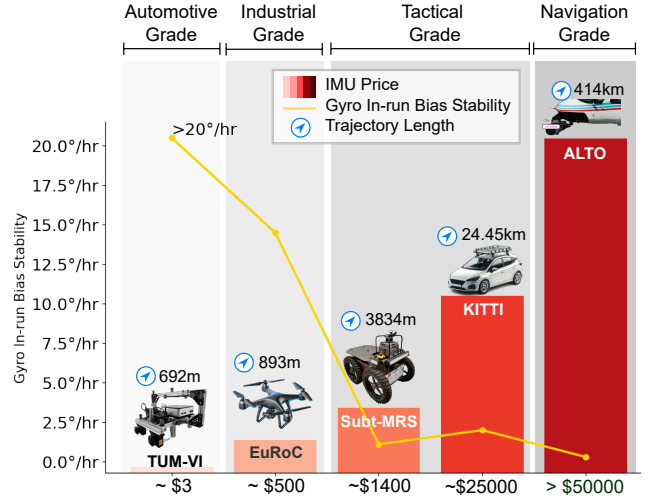 Automotive
Grade
Industrial
Grade
Tactical
Grade
Navigation
Grade
IMU Price
Gyro In-run Bias Stability
Trajectory Length
414km
>20°/hr
ALTO
20.0°/hr
17.5°/hr
15.0°/hr
12.5°/hr
10.0°/hr
7.5°/hr
5.0°/hr
2.5°/hr
0.0°/hr
Gyro In-run Bias Stability
24.45km
KITTI
3834m
Subt-MRS
893m
EuRoC
692m
TUM-VI
~ $3
~ $500
~$1400
~$25000
> $50000